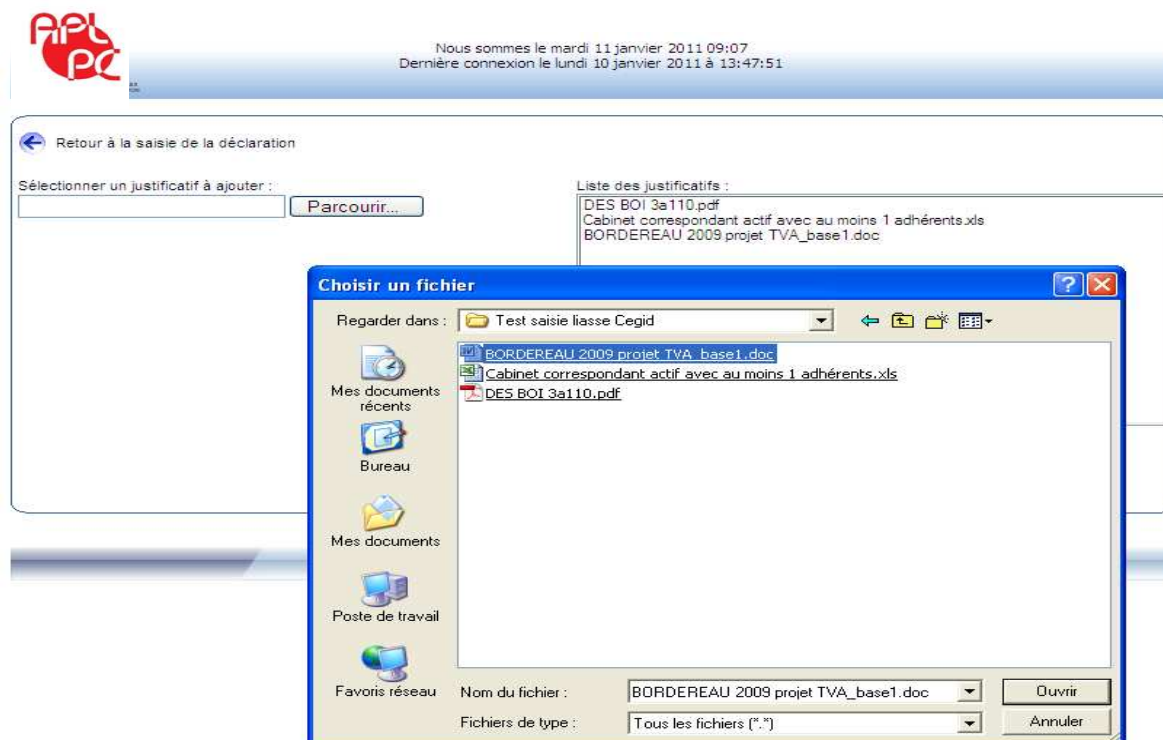 APL
PC
Nous sommes le mardi 11 janvier 2011 09:07
Dernière connexion le lundi 10 janvier 2011 à 13:47:51
Retour à la saisie de la déclaration
Sélectionner un justificatif à ajouter :
Parcourir...
Liste des justificatifs :
DES BOI 3a110.pdf
Cabinet correspondant actif avec au moins 1 adhérents.xls
BORDEREAU 2009 projet TVA_base1.doc
Choisir un fichier
Regarder dans :
Test saisie liasse Cegid
BORDEREAU 2009 projet TVA_base1.doc
Cabinet correspondant actif avec au moins 1 adhérents.xls
DES BOI 3a110.pdf
Mes documents
récents
Bureau
Mes documents
Poste de travail
Favoris réseau
Nom du fichier :
BORDEREAU 2009 projet TVA_base1.doc
Ouvrir
Fichiers de type :
Tous les fichiers (*.*)
Annuler